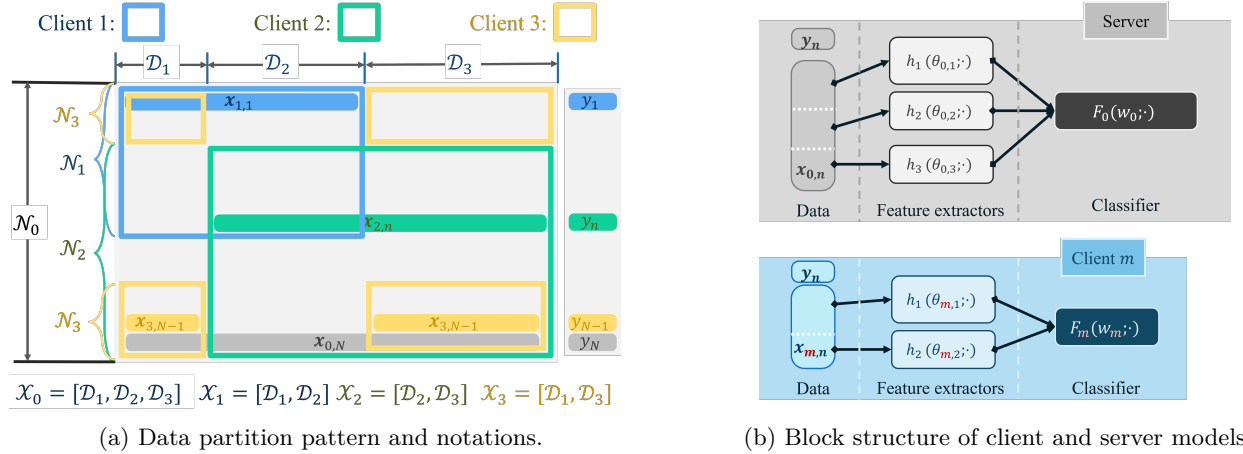 Client 1:
Client 2:
Client 3:
𝒟₁
𝒟₂
𝒟₃
𝒩₃
𝒩₁
𝒩₀
𝒩₂
𝒩₃
x₁,₁
y₁
x₂,ₙ
yₙ
x₃,N−1
x₃,N−1
y_N−1
x₀,N
y_N
𝒳₀ = [𝒟₁, 𝒟₂, 𝒟₃] 𝒳₁ = [𝒟₁, 𝒟₂] 𝒳₂ = [𝒟₂, 𝒟₃] 𝒳₃ = [𝒟₁, 𝒟₃]
(a) Data partition pattern and notations.
Server
yₙ
h₁ (θ₀,₁;·)
h₂ (θ₀,₂;·)
F₀(w₀;·)
h₃ (θ₀,₃;·)
x₀,ₙ
Data
Feature extractors
Classifier
Client m
yₙ
h₁ (θₘ,₁;·)
Fₘ(wₘ;·)
xₘ,ₙ
h₂ (θₘ,₂;·)
Data
Feature extractors
Classifier
(b) Block structure of client and server models